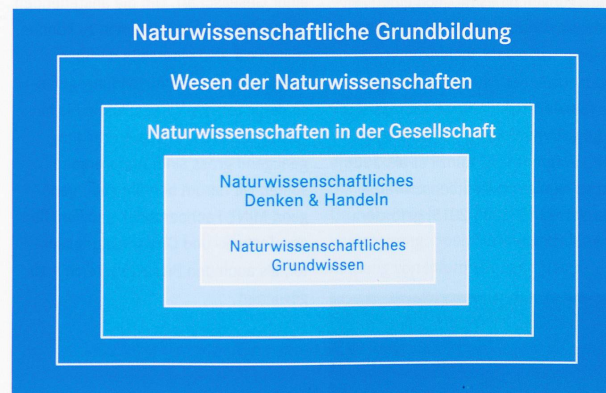 Naturwissenschaftliche Grundbildung
Wesen der Naturwissenschaften
Naturwissenschaften in der Gesellschaft
Naturwissenschaftliches
Denken & Handeln
Naturwissenschaftliches
Grundwissen